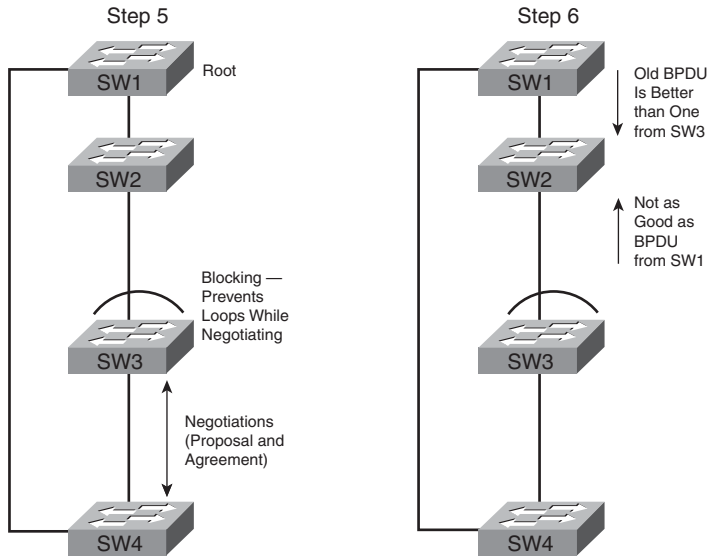 Step 5
SW1
Root
SW2
Blocking —
Prevents
Loops While
Negotiating
SW3
Negotiations
(Proposal and
Agreement)
SW4
Step 6
SW1
Old BPDU
Is Better
than One
from SW3
SW2
Not as
Good as
BPDU
from SW1
SW3
SW4